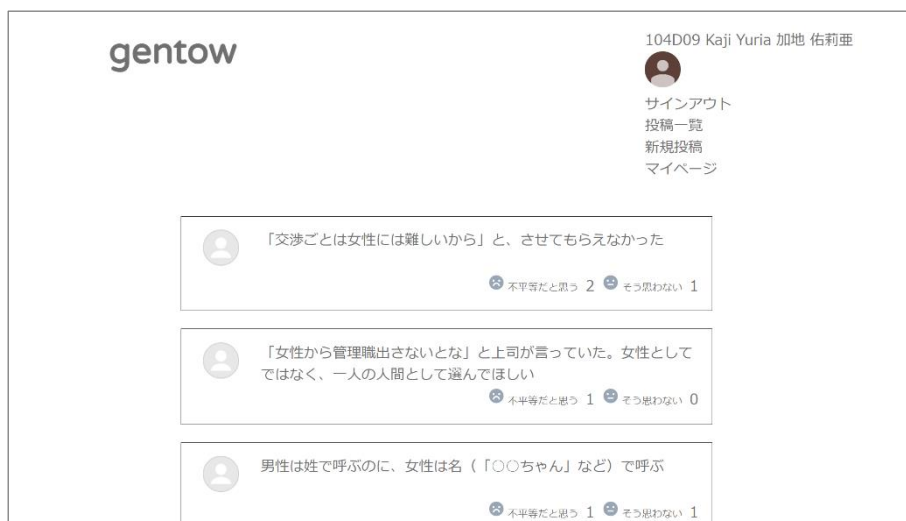 gentow
104D09 Kaji Yuria 加地 佑莉亜
サインアウト
投稿一覧
新規投稿
マイページ
「交渉ごとは女性には難しいから」と、させてもらえなかった
不平等だと思う 2 そう思わない 1
「女性から管理職出さないとな」と上司が言っていた。女性として
ではなく、一人の人間として選んでほしい
不平等だと思う 1 そう思わない 0
男性は姓で呼ぶのに、女性は名（「○○ちゃん」など）で呼ぶ
不平等だと思う 1 そう思わない 1